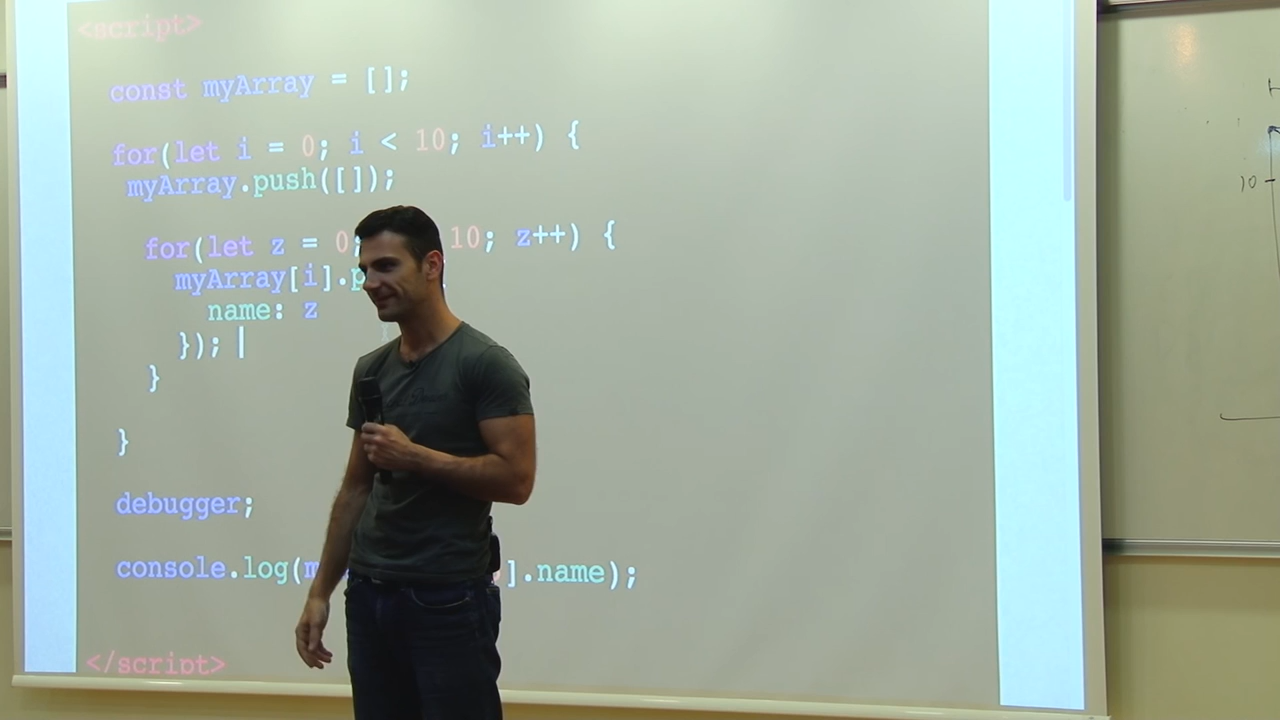 <script>
const myArray = [];
for(let i = 0; i < 10; i++) {
myArray.push([]);
for(let z = 0; 10; z++) {
myArray[i].p
name: z
});
}
}
debugger;
console.log(m ].name);
</script>
10